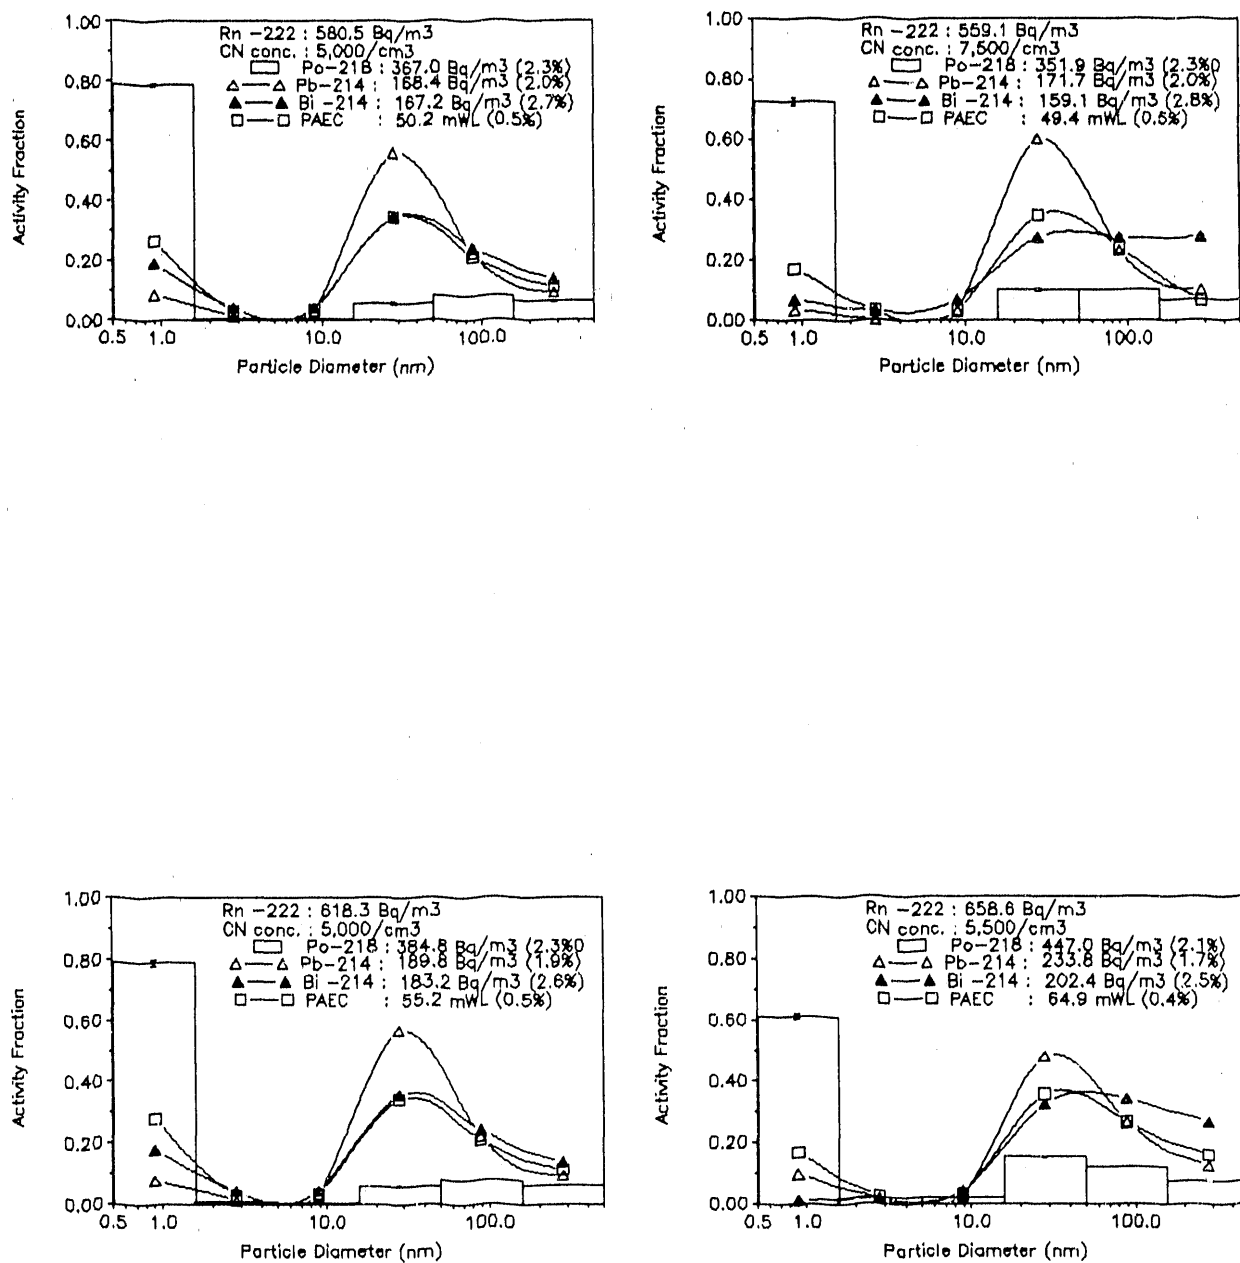 1.00
0.80
0.60
0.40
0.20
0.00
Activity Fraction
Rn -222 : 580.5 Bq/m3
CN conc. : 5,000/cm3
Po-218 : 367.0 Bq/m3 (2.3%)
Pb-214 : 168.4 Bq/m3 (2.0%)
Bi -214 : 167.2 Bq/m3 (2.7%)
PAEC : 50.2 mWL (0.5%)
0.5 1.0 10.0 100.0
Particle Diameter (nm)
1.00
0.80
0.60
0.40
0.20
0.00
Activity Fraction
Rn -222 : 559.1 Bq/m3
CN conc. : 7,500/cm3
Po-218 : 351.9 Bq/m3 (2.3%0
Pb-214 : 171.7 Bq/m3 (2.0%)
Bi -214 : 159.1 Bq/m3 (2.8%)
PAEC : 49.4 mWL (0.5%)
0.5 1.0 10.0 100.0
Particle Diameter (nm)
1.00
0.80
0.60
0.40
0.20
0.00
Activity Fraction
Rn -222 : 618.3 Bq/m3
CN conc. : 5,000/cm3
Po-218 : 384.8 Bq/m3 (2.3%0
Pb-214 : 189.8 Bq/m3 (1.9%)
Bi -214 : 183.2 Bq/m3 (2.6%)
PAEC : 55.2 mWL (0.5%)
0.5 1.0 10.0 100.0
Particle Diameter (nm)
1.00
0.80
0.60
0.40
0.20
0.00
Activity Fraction
Rn -222 : 658.6 Bq/m3
CN conc. : 5,500/cm3
Po-218 : 447.0 Bq/m3 (2.1%)
Pb-214 : 233.8 Bq/m3 (1.7%)
Bi -214 : 202.4 Bq/m3 (2.5%)
PAEC : 64.9 mWL (0.4%)
0.5 1.0 10.0 100.0
Particle Diameter (nm)